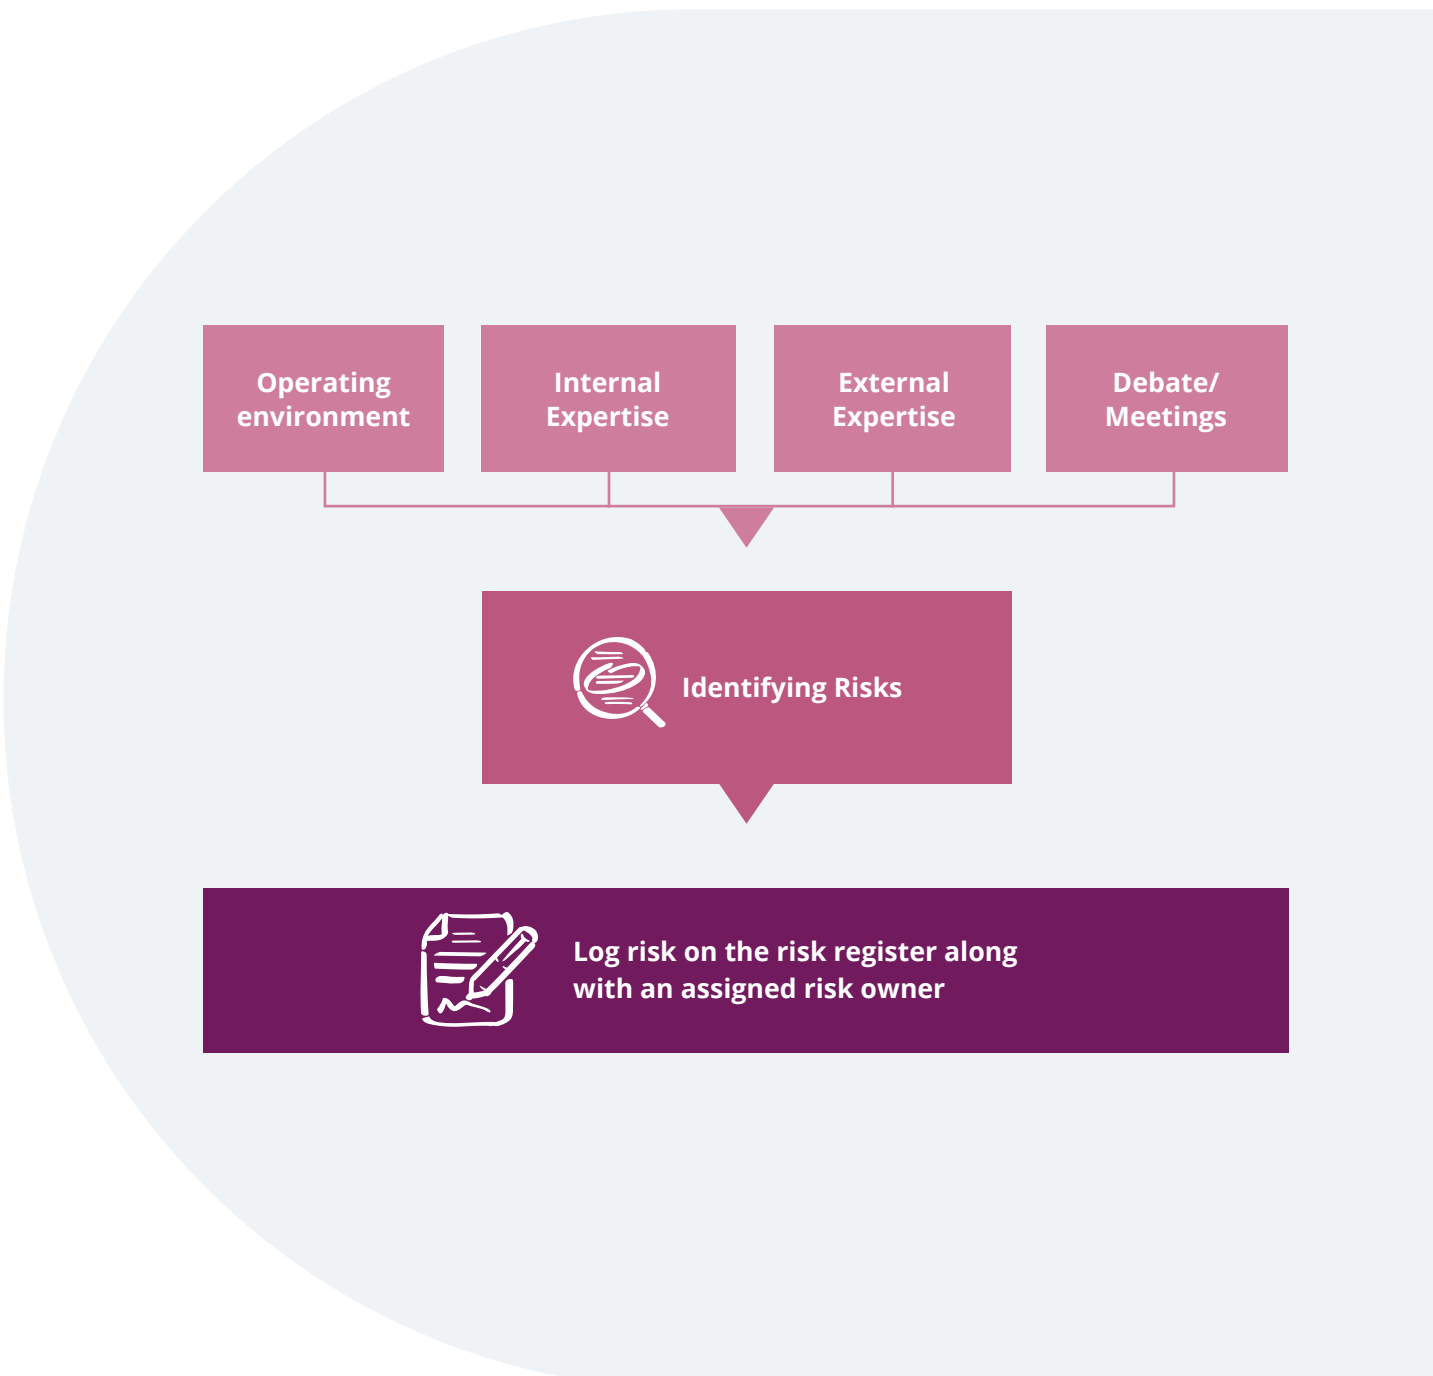 Operating
environment
Internal
Expertise
External
Expertise
Debate/
Meetings
Identifying Risks
Log risk on the risk register along
with an assigned risk owner